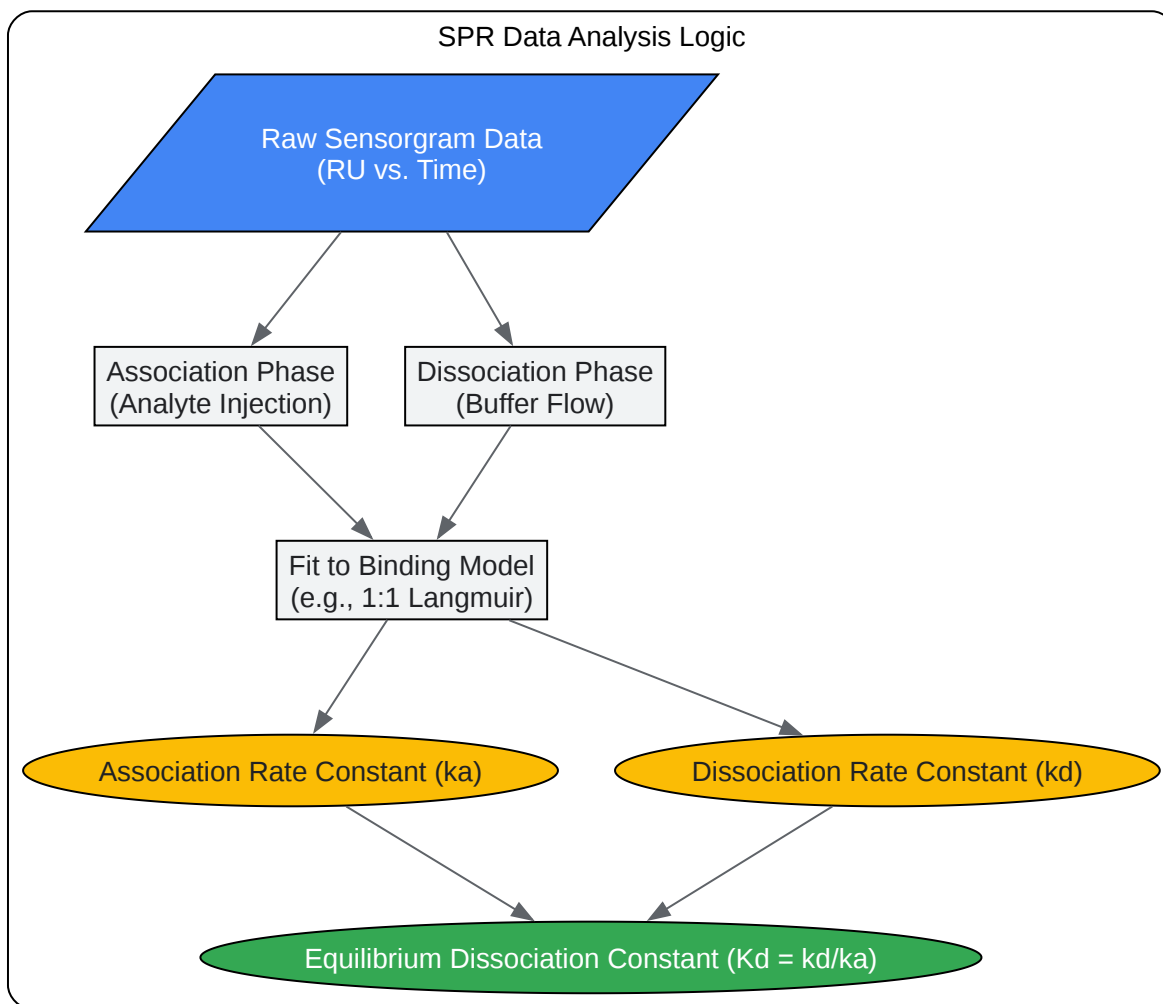 SPR Data Analysis Logic
Raw Sensorgram Data
(RU vs. Time)
Association Phase
(Analyte Injection)
Dissociation Phase
(Buffer Flow)
Fit to Binding Model
(e.g., 1:1 Langmuir)
Association Rate Constant (ka)
Dissociation Rate Constant (kd)
Equilibrium Dissociation Constant (Kd = kd/ka)